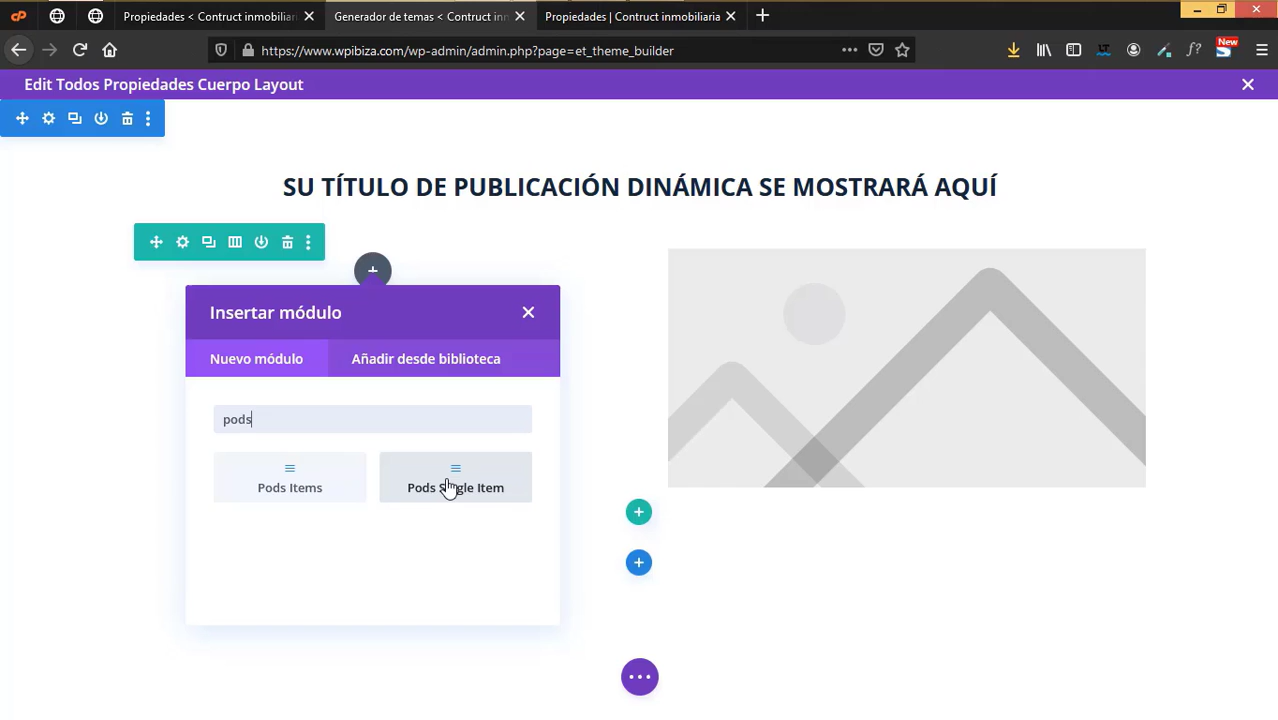 Propiedades < Contruct inmobiliari
Generador de temas < Contruct inm
Propiedades | Contruct inmobiliaria
https://www.wpibiza.com/wp-admin/admin.php?page=et_theme_builder
New
Edit Todos Propiedades Cuerpo Layout
SU TÍTULO DE PUBLICACIÓN DINÁMICA SE MOSTRARÁ AQUÍ
Insertar módulo
Nuevo módulo
Añadir desde biblioteca
pods
Pods Items
Pods Single Item